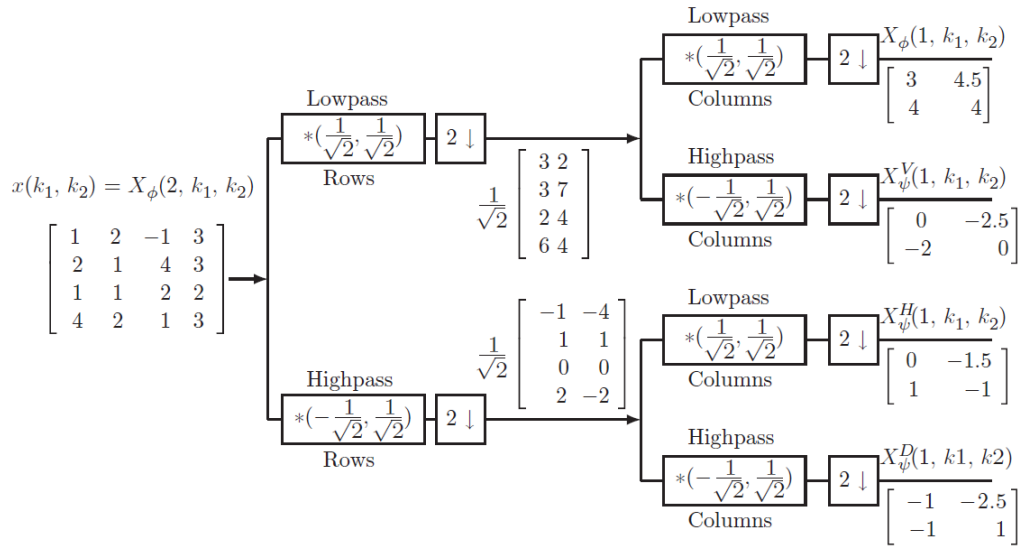 x(k₁, k₂) = X_ϕ(2, k₁, k₂)
[ 1 2 −1 3
2 1 4 3
1 1 2 2
4 2 1 3 ]
Lowpass
∗(1/√2, 1/√2)
2 ↓
Rows
1/√2 [ 3 2
3 7
2 4
6 4 ]
Highpass
∗(−1/√2, 1/√2)
2 ↓
Rows
1/√2 [ −1 −4
1 1
0 0
2 −2 ]
Lowpass
∗(1/√2, 1/√2)
2 ↓
Columns
X_ϕ(1, k₁, k₂)
[ 3 4.5
4 4 ]
Highpass
∗(−1/√2, 1/√2)
2 ↓
Columns
X_ψ^V(1, k₁, k₂)
[ 0 −2.5
−2 0 ]
Lowpass
∗(1/√2, 1/√2)
2 ↓
Columns
X_ψ^H(1, k₁, k₂)
[ 0 −1.5
1 −1 ]
Highpass
∗(−1/√2, 1/√2)
2 ↓
Columns
X_ψ^D(1, k1, k2)
[ −1 −2.5
−1 1 ]